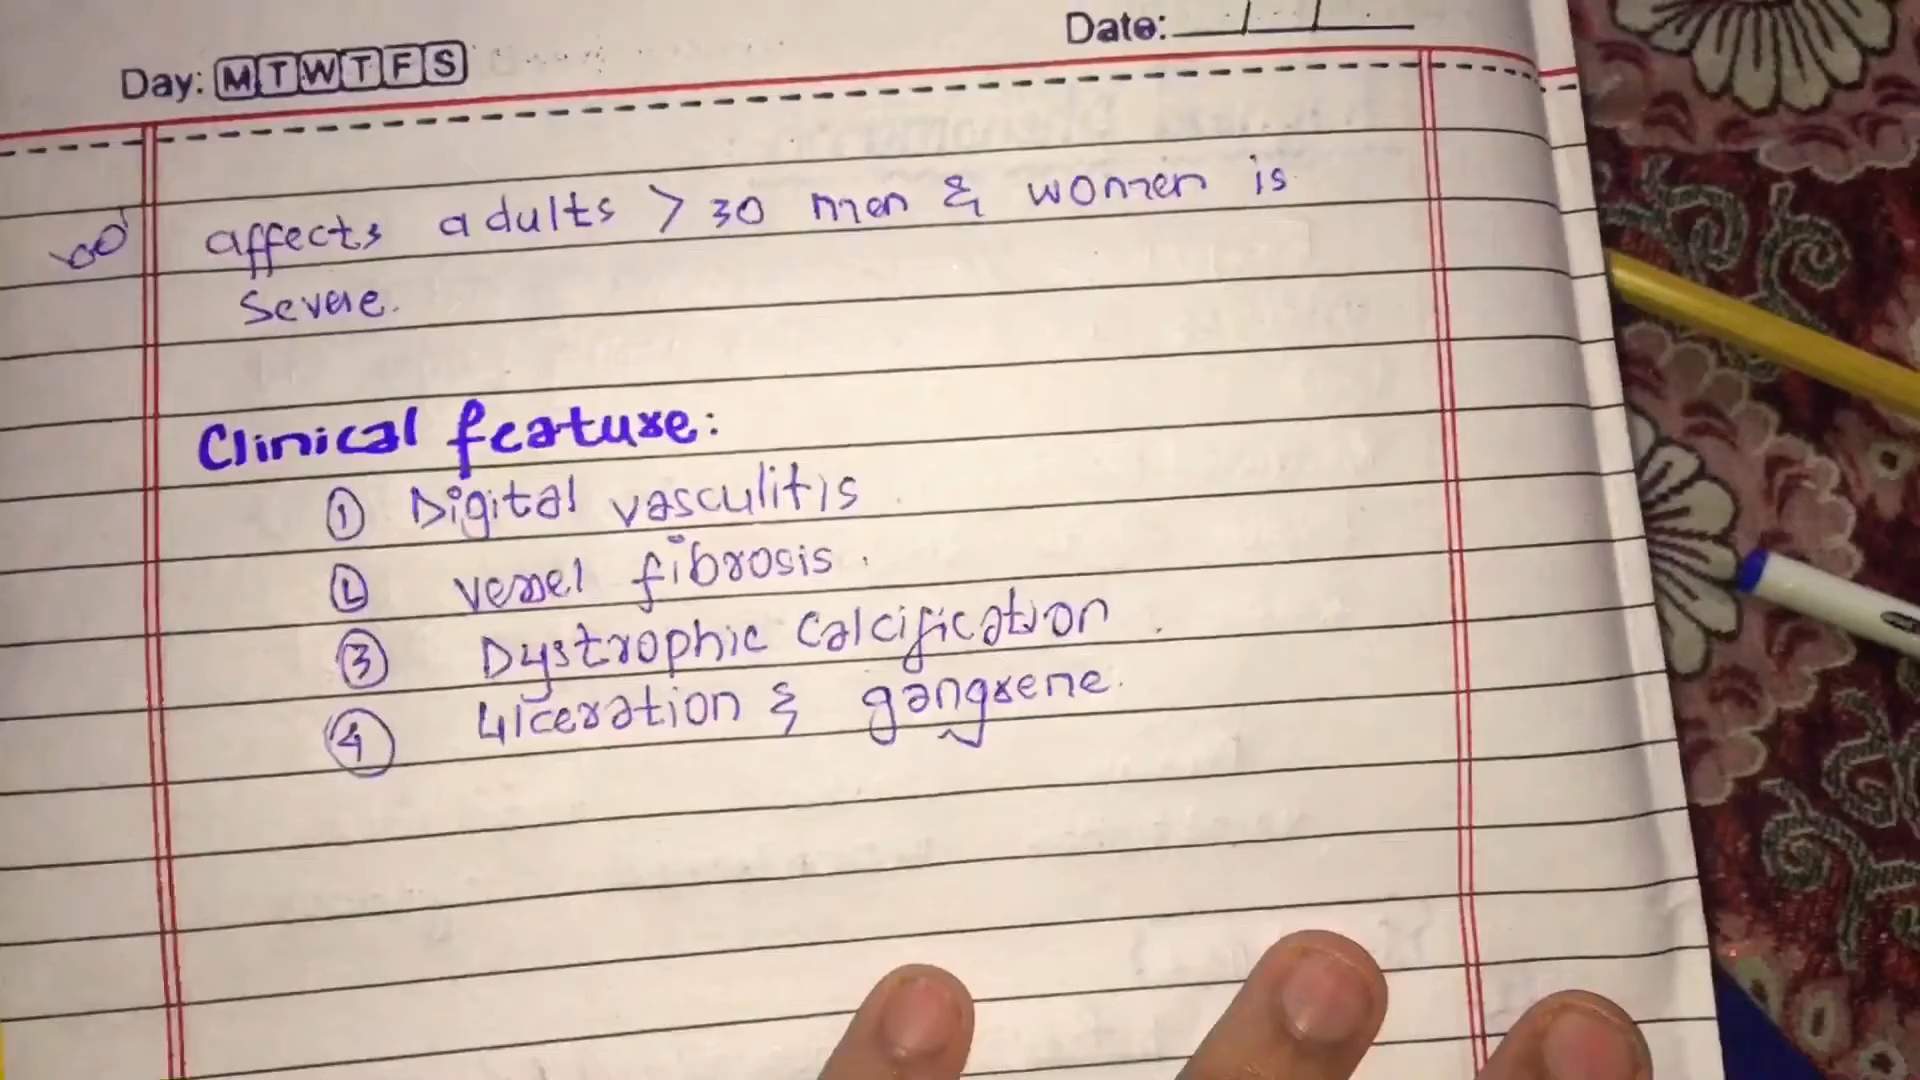 Date:
Day: M T W T F S
affects adults > 30 men & women is
severe.
Clinical feature:
① Digital vasculitis
② vessel fibrosis.
③ Dystrophic calcification.
④ Ulceration & gangrene.